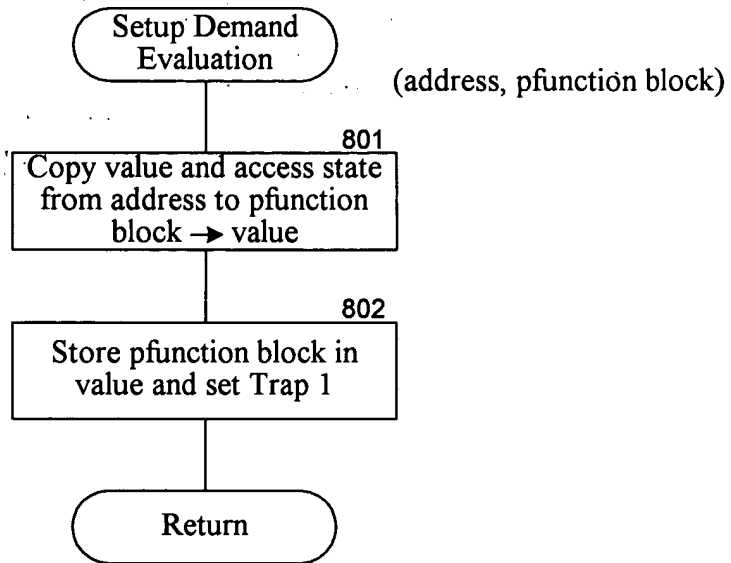 Setup Demand
Evaluation
(address, pfunction block)
801
Copy value and access state
from address to pfunction
block → value
802
Store pfunction block in
value and set Trap 1
Return